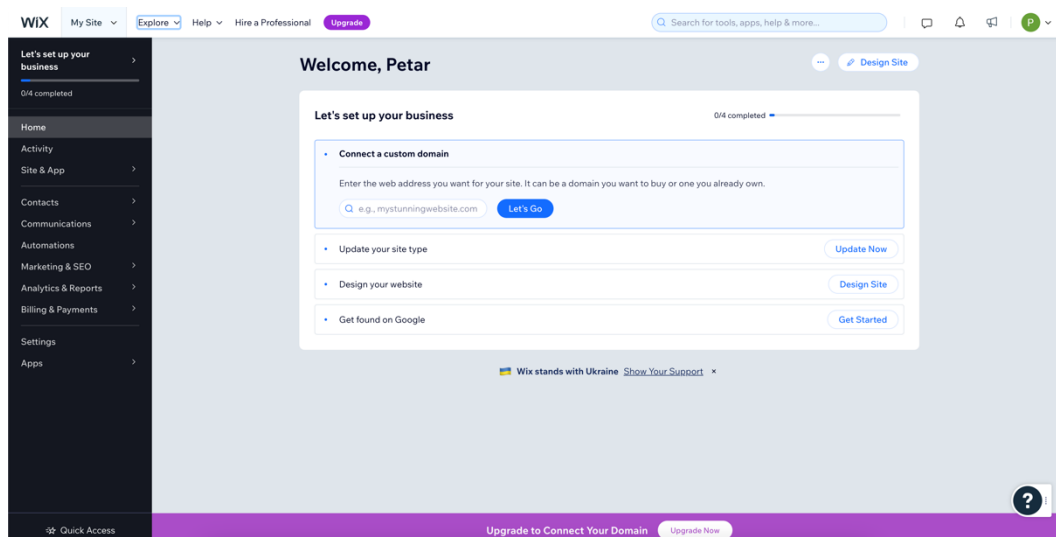 WiX My Site Explore Help Hire a Professional Upgrade Search for tools, apps, help & more... P
Let's set up your
business
0/4 completed
Home
Activity
Site & App
Contacts
Communications
Automations
Marketing & SEO
Analytics & Reports
Billing & Payments
Settings
Apps
Quick Access
Welcome, Petar
... Design Site
Let's set up your business 0/4 completed
Connect a custom domain
Enter the web address you want for your site. It can be a domain you want to buy or one you already own.
e.g., mystunningwebsite.com Let's Go
Update your site type Update Now
Design your website Design Site
Get found on Google Get Started
Wix stands with Ukraine Show Your Support ×
?
Upgrade to Connect Your Domain Upgrade Now